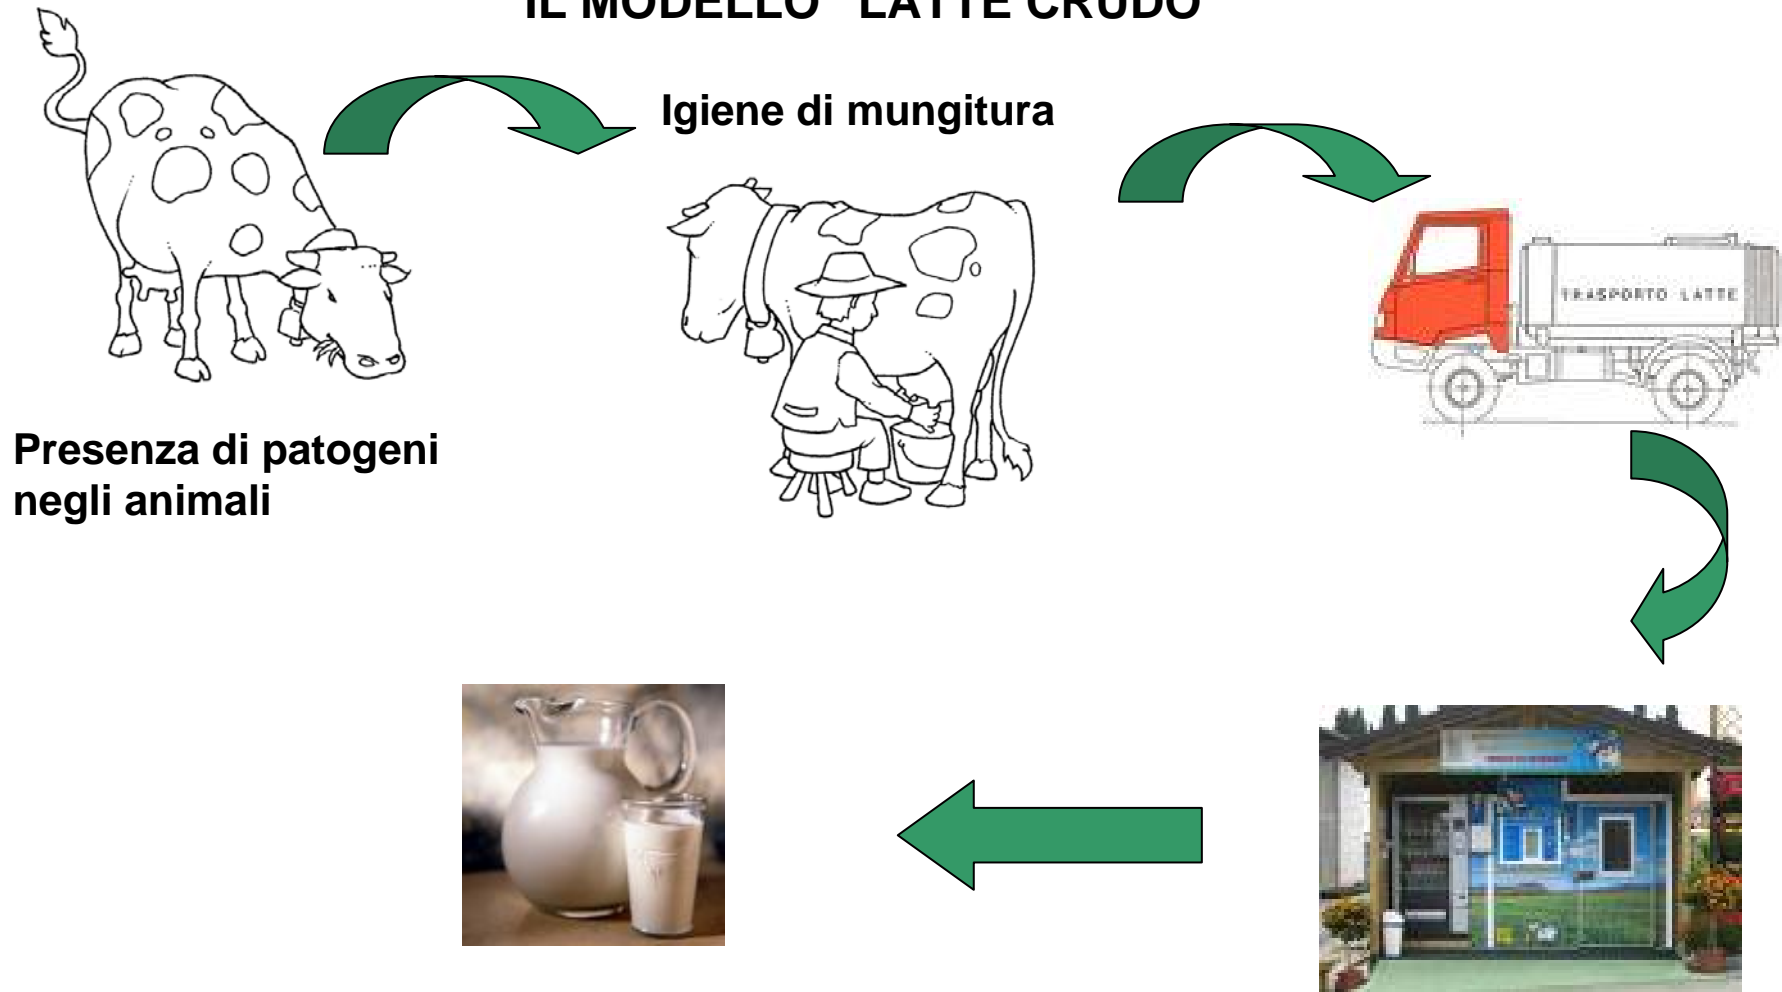 IL MODELLO LATTE CRUDO
Igiene di mungitura
TRASPORTO LATTE
Presenza di patogeni
negli animali